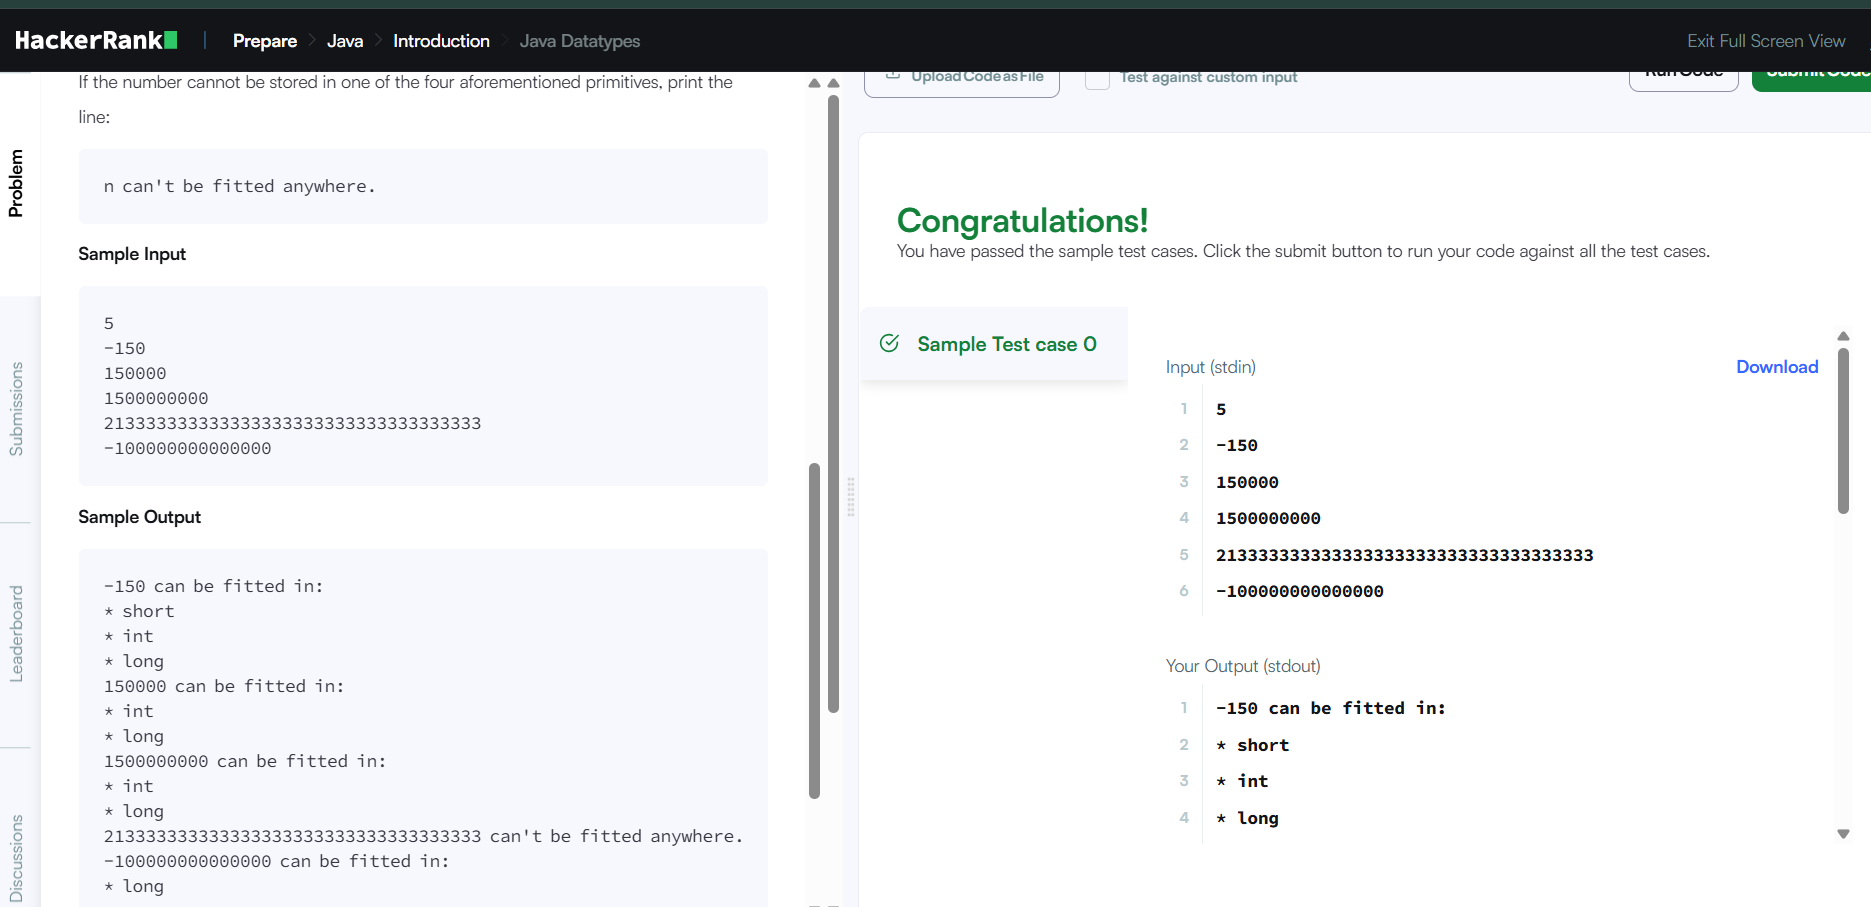 HackerRank
Prepare > Java > Introduction > Java Datatypes
Exit Full Screen View
Problem
Submissions
Leaderboard
Discussions
If the number cannot be stored in one of the four aforementioned primitives, print the
line:
n can't be fitted anywhere.
Sample Input
5
-150
150000
1500000000
213333333333333333333333333333333333
-100000000000000
Sample Output
-150 can be fitted in:
* short
* int
* long
150000 can be fitted in:
* int
* long
1500000000 can be fitted in:
* int
* long
213333333333333333333333333333333333 can't be fitted anywhere.
-100000000000000 can be fitted in:
* long
Upload Code as File
Test against custom input
Run Code
Submit Code
Congratulations!
You have passed the sample test cases. Click the submit button to run your code against all the test cases.
Sample Test case 0
Input (stdin)
Download
1 5
2 -150
3 150000
4 1500000000
5 213333333333333333333333333333333333
6 -100000000000000
Your Output (stdout)
1 -150 can be fitted in:
2 * short
3 * int
4 * long